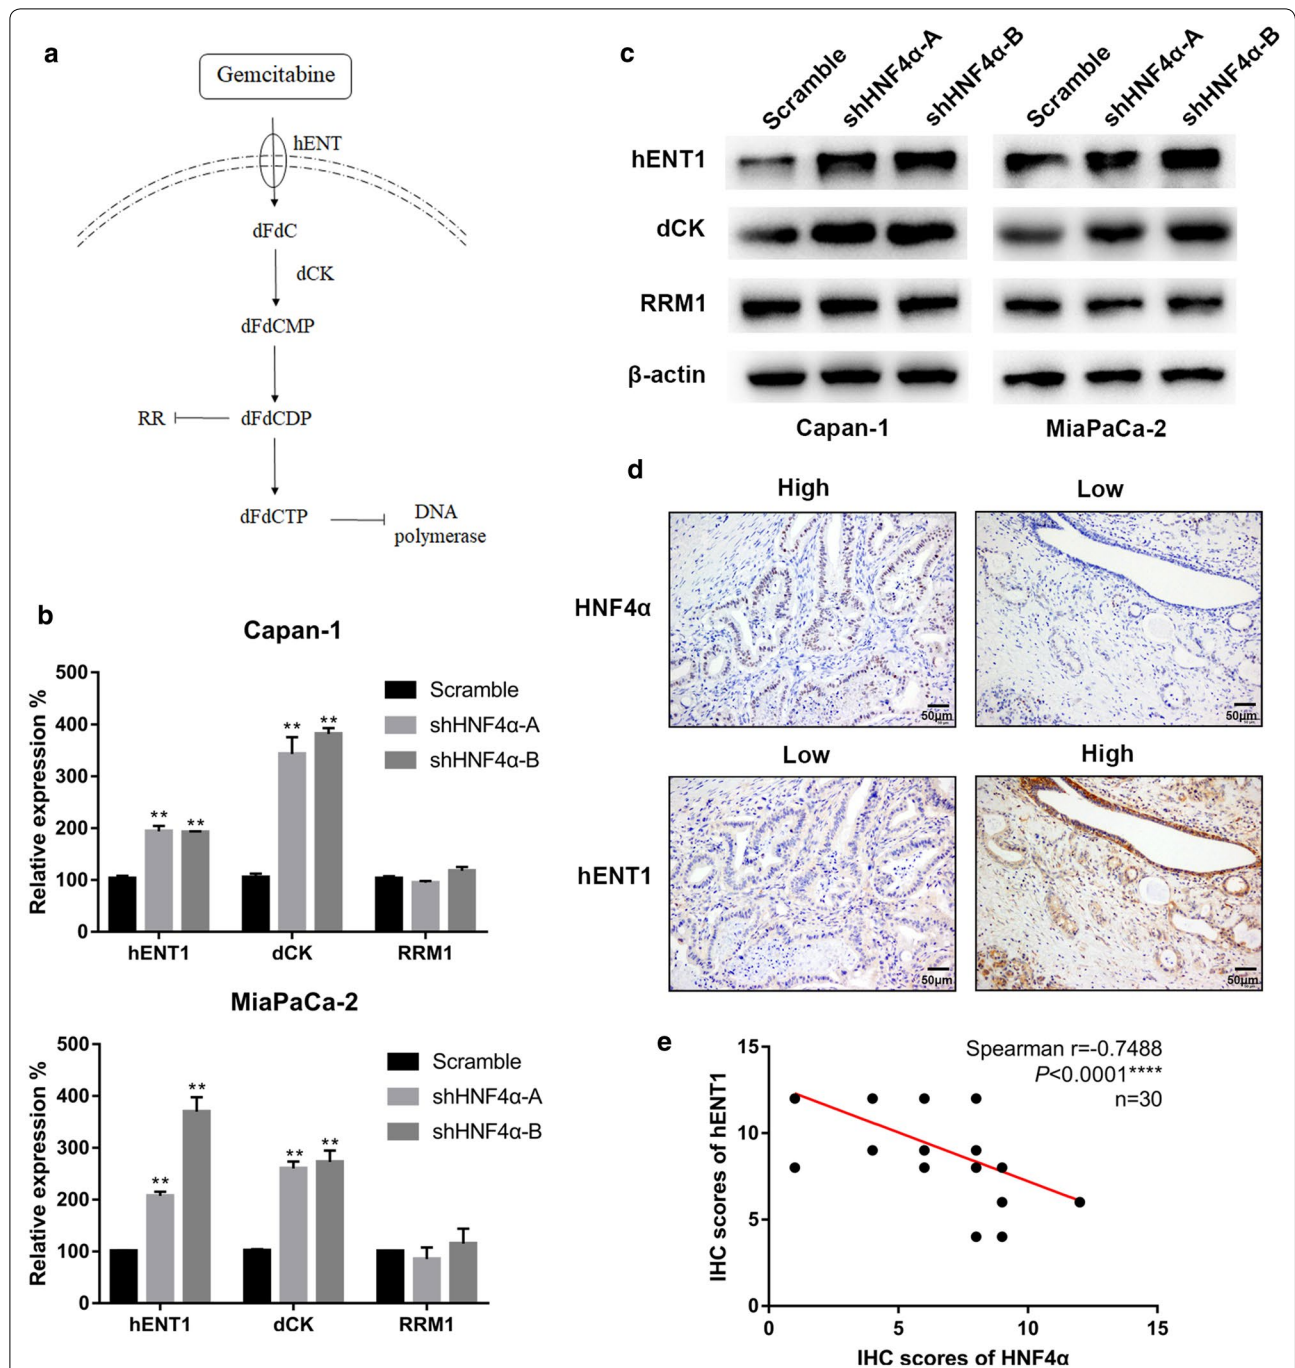 a
Gemcitabine
hENT
dFdC
dCK
dFdCMP
RR
dFdCDP
dFdCTP
DNA
polymerase
b
Capan-1
Relative expression %
500
400
300
200
100
0
Scramble
shHNF4α-A
shHNF4α-B
** ** ** **
hENT1 dCK RRM1
MiaPaCa-2
Relative expression %
500
400
300
200
100
0
Scramble
shHNF4α-A
shHNF4α-B
** ** ** **
hENT1 dCK RRM1
c
Scramble shHNF4α-A shHNF4α-B Scramble shHNF4α-A shHNF4α-B
hENT1
dCK
RRM1
β-actin
Capan-1 MiaPaCa-2
d
High Low
HNF4α
50μm 50μm
Low High
hENT1
50μm 50μm
e
Spearman r=-0.7488
P<0.0001****
n=30
IHC scores of hENT1
15
10
5
0
0 5 10 15
IHC scores of HNF4α